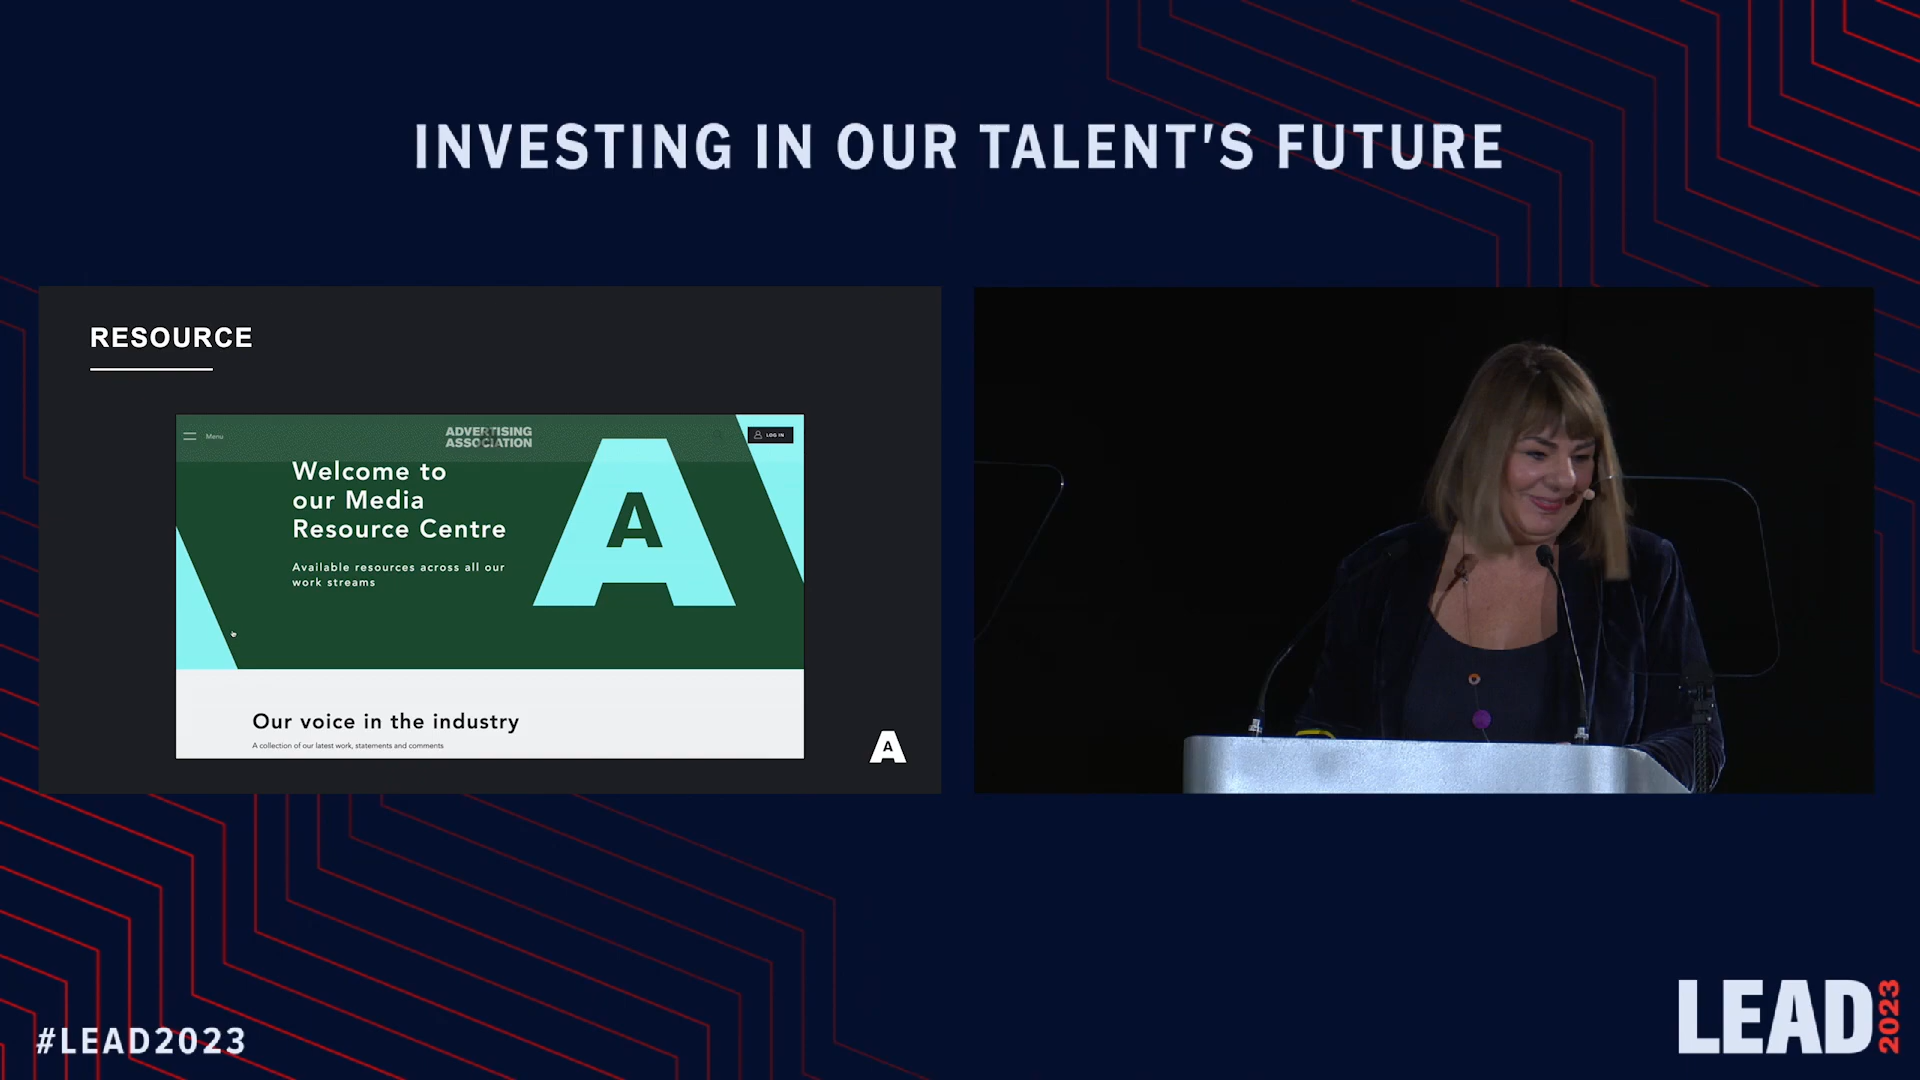 INVESTING IN OUR TALENT'S FUTURE
RESOURCE
Menu
ADVERTISING
ASSOCIATION
LOG IN
Welcome to
our Media
Resource Centre
Available resources across all our
work streams
A
Our voice in the industry
A collection of our latest work, statements and comments
A
#LEAD2023
LEAD
2023